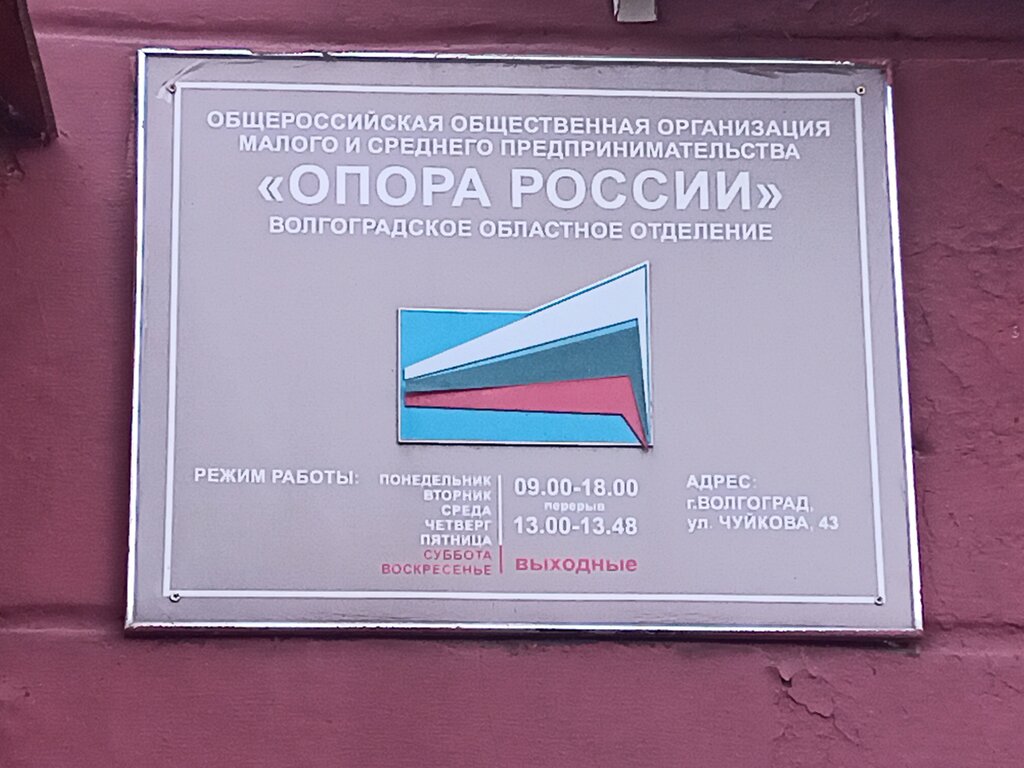 ОБЩЕРОССИЙСКАЯ ОБЩЕСТВЕННАЯ ОРГАНИЗАЦИЯ
МАЛОГО И СРЕДНЕГО ПРЕДПРИНИМАТЕЛЬСТВА
«ОПОРА РОССИИ»
ВОЛГОГРАДСКОЕ ОБЛАСТНОЕ ОТДЕЛЕНИЕ
РЕЖИМ РАБОТЫ:
ПОНЕДЕЛЬНИК
ВТОРНИК
СРЕДА
ЧЕТВЕРГ
ПЯТНИЦА
СУББОТА
ВОСКРЕСЕНЬЕ
09.00-18.00
перерыв
13.00-13.48
выходные
АДРЕС:
г.ВОЛГОГРАД,
ул. ЧУЙКОВА, 43